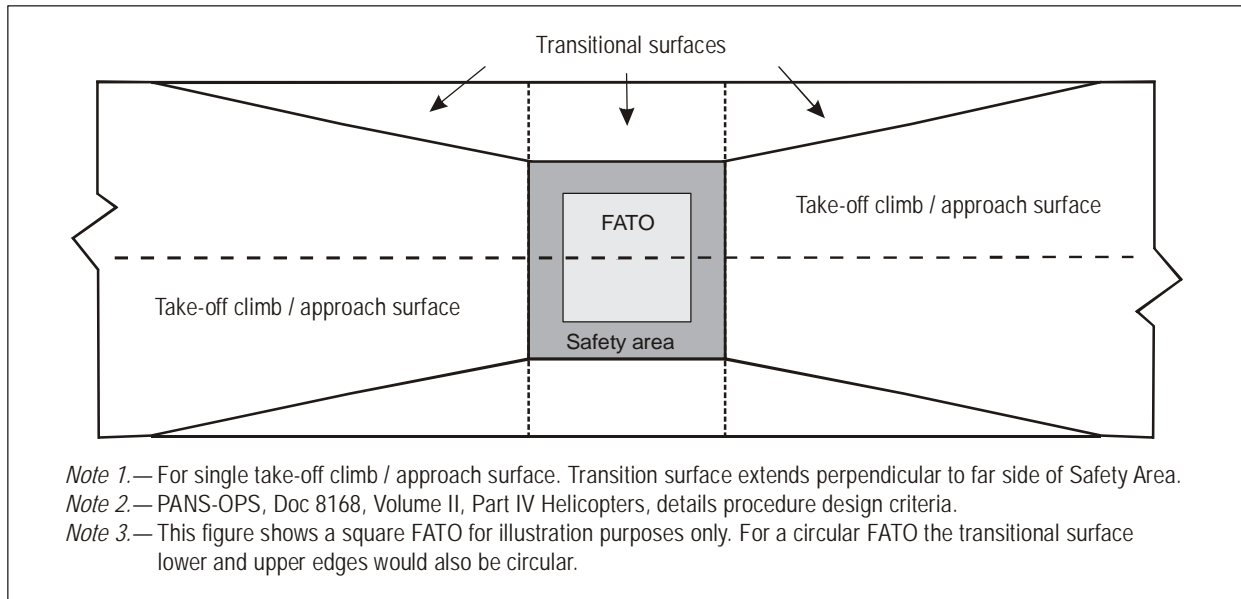 Transitional surfaces
Take-off climb / approach surface
FATO
Take-off climb / approach surface
Safety area
Note 1.— For single take-off climb / approach surface. Transition surface extends perpendicular to far side of Safety Area.
Note 2.— PANS-OPS, Doc 8168, Volume II, Part IV Helicopters, details procedure design criteria.
Note 3.— This figure shows a square FATO for illustration purposes only. For a circular FATO the transitional surface
lower and upper edges would also be circular.